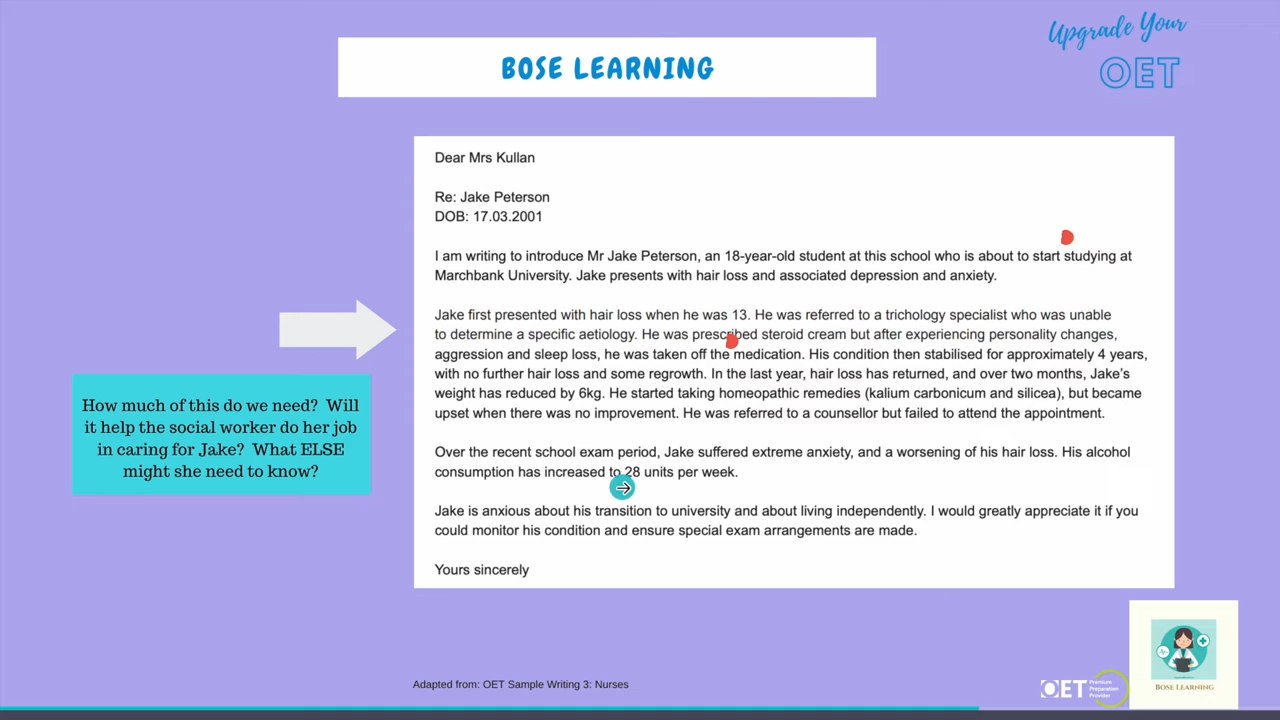 Upgrade Your
OET
BOSE LEARNING
Dear Mrs Kullan
Re: Jake Peterson
DOB: 17.03.2001
I am writing to introduce Mr Jake Peterson, an 18-year-old student at this school who is about to start studying at
Marchbank University. Jake presents with hair loss and associated depression and anxiety.
Jake first presented with hair loss when he was 13. He was referred to a trichology specialist who was unable
to determine a specific aetiology. He was prescribed steroid cream but after experiencing personality changes,
aggression and sleep loss, he was taken off the medication. His condition then stabilised for approximately 4 years,
with no further hair loss and some regrowth. In the last year, hair loss has returned, and over two months, Jake's
weight has reduced by 6kg. He started taking homeopathic remedies (kalium carbonicum and silicea), but became
upset when there was no improvement. He was referred to a counsellor but failed to attend the appointment.
Over the recent school exam period, Jake suffered extreme anxiety, and a worsening of his hair loss. His alcohol
consumption has increased to 28 units per week.
Jake is anxious about his transition to university and about living independently. I would greatly appreciate it if you
could monitor his condition and ensure special exam arrangements are made.
Yours sincerely
How much of this do we need? Will
it help the social worker do her job
in caring for Jake? What ELSE
might she need to know?
Adapted from: OET Sample Writing 3: Nurses
OET Premium
Preparation
Provider
BOSE LEARNING